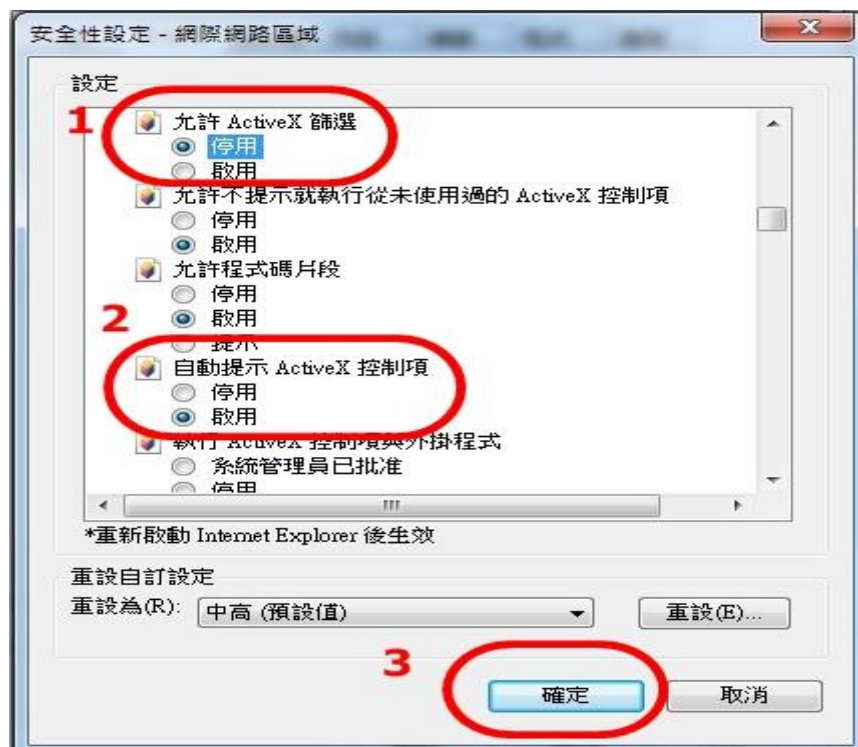 安全性設定 - 網際網路區域
設定
1
允許 ActiveX 篩選
停用
啟用
允許不提示就執行從未使用過的 ActiveX 控制項
停用
啟用
允許程式碼片段
停用
2
啟用
提示
自動提示 ActiveX 控制項
停用
啟用
執行 ActiveX 控制項與外掛程式
系統管理員已批准
停用
*重新啟動 Internet Explorer 後生效
重設自訂設定
重設為(R): 中高 (預設值) 重設(E)...
3
確定 取消